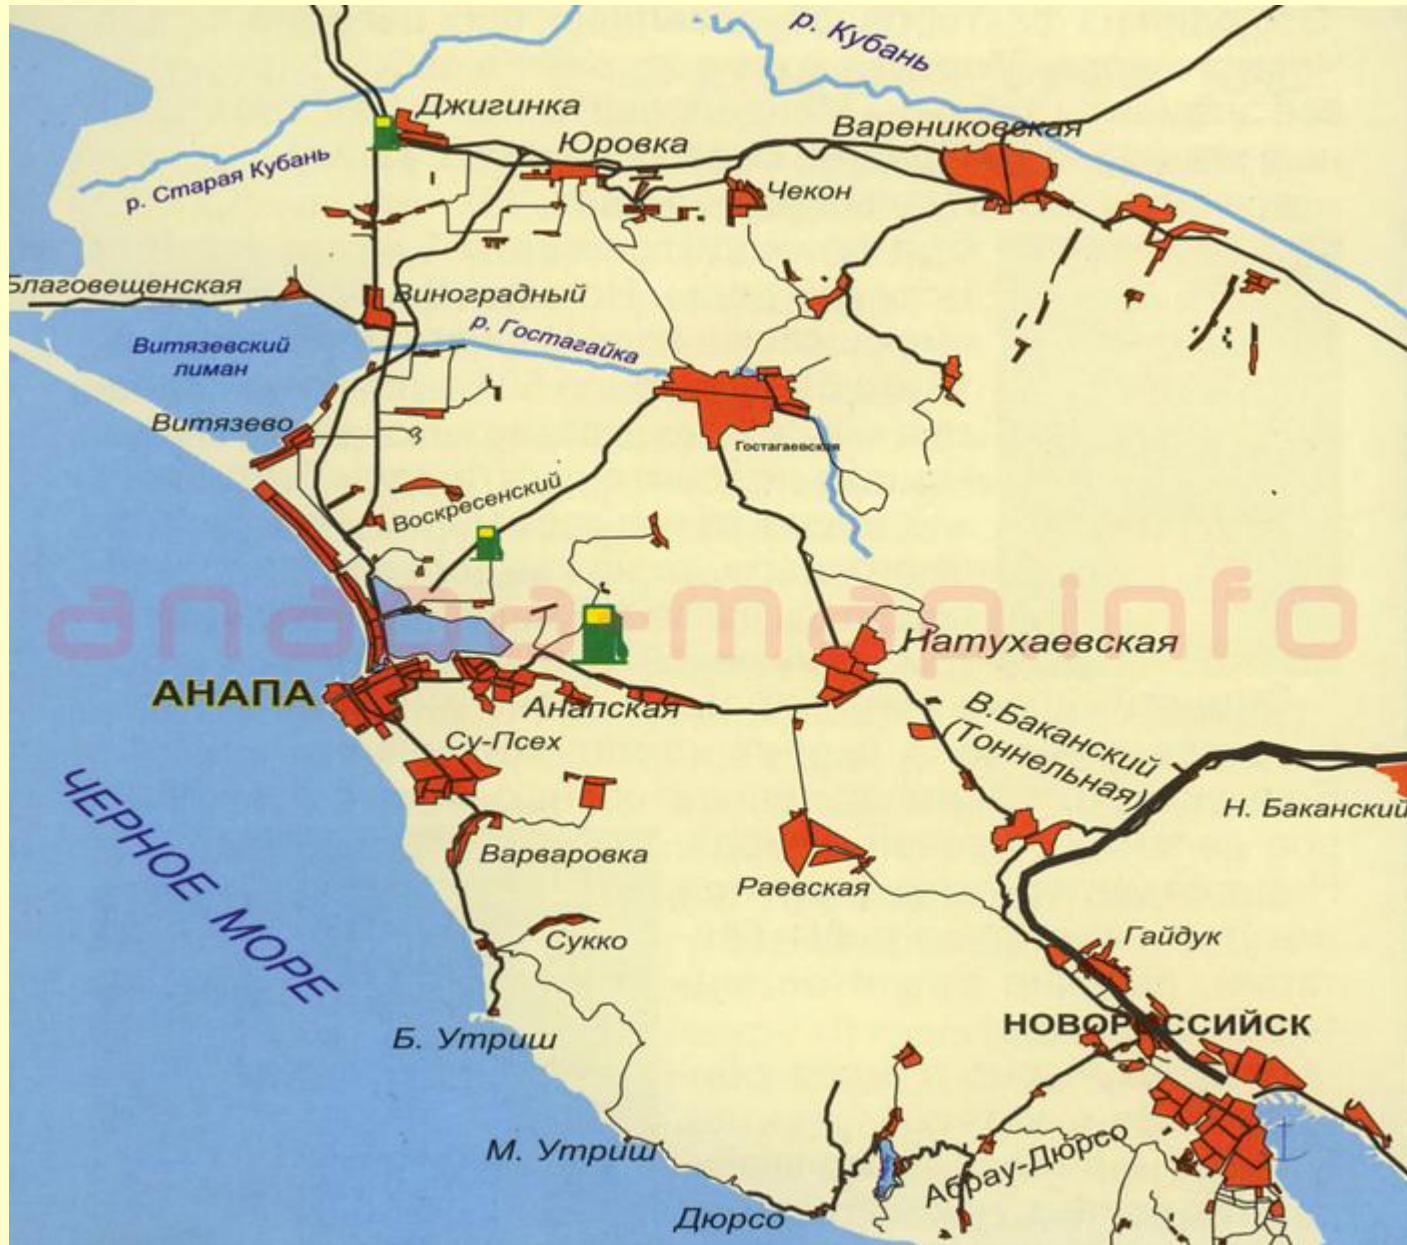 р. Кубань
Джигинка
Юровка
Варениковская
р. Старая Кубань
Чекон
Благовещенская
Виноградный
р. Гостагайка
Витязевский
лиман
Витязево
Гостагаевская
Воскресенский
anapa-map.info
Натухаевская
АНАПА
Анапская
В.Баканский
(Тоннельная)
Су-Псех
ЧЕРНОЕ МОРЕ
Н. Баканский
Варваровка
Раевская
Сукко
Гайдук
НОВОРОССИЙСК
Б. Утриш
М. Утриш
Абрау-Дюрсо
Дюрсо